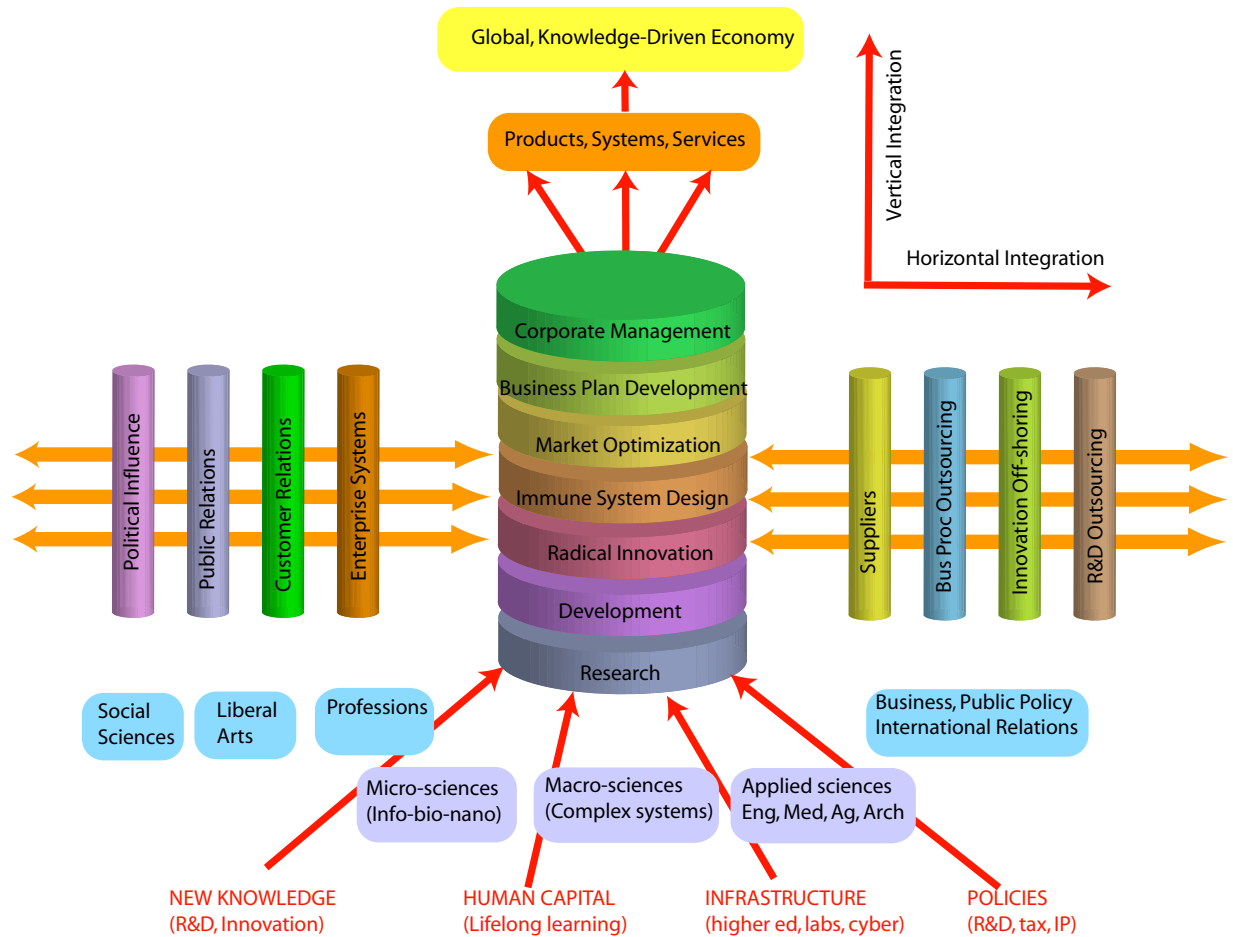 Global, Knowledge-Driven Economy
Products, Systems, Services
Vertical Integration
Horizontal Integration
Corporate Management
Business Plan Development
Market Optimization
Immune System Design
Radical Innovation
Development
Research
Political Influence
Public Relations
Customer Relations
Enterprise Systems
Suppliers
Bus Proc Outsourcing
Innovation Off-shoring
R&D Outsourcing
Social
Sciences
Liberal
Arts
Professions
Business, Public Policy
International Relations
Micro-sciences
(Info-bio-nano)
Macro-sciences
(Complex systems)
Applied sciences
Eng, Med, Ag, Arch
NEW KNOWLEDGE
(R&D, Innovation)
HUMAN CAPITAL
(Lifelong learning)
INFRASTRUCTURE
(higher ed, labs, cyber)
POLICIES
(R&D, tax, IP)